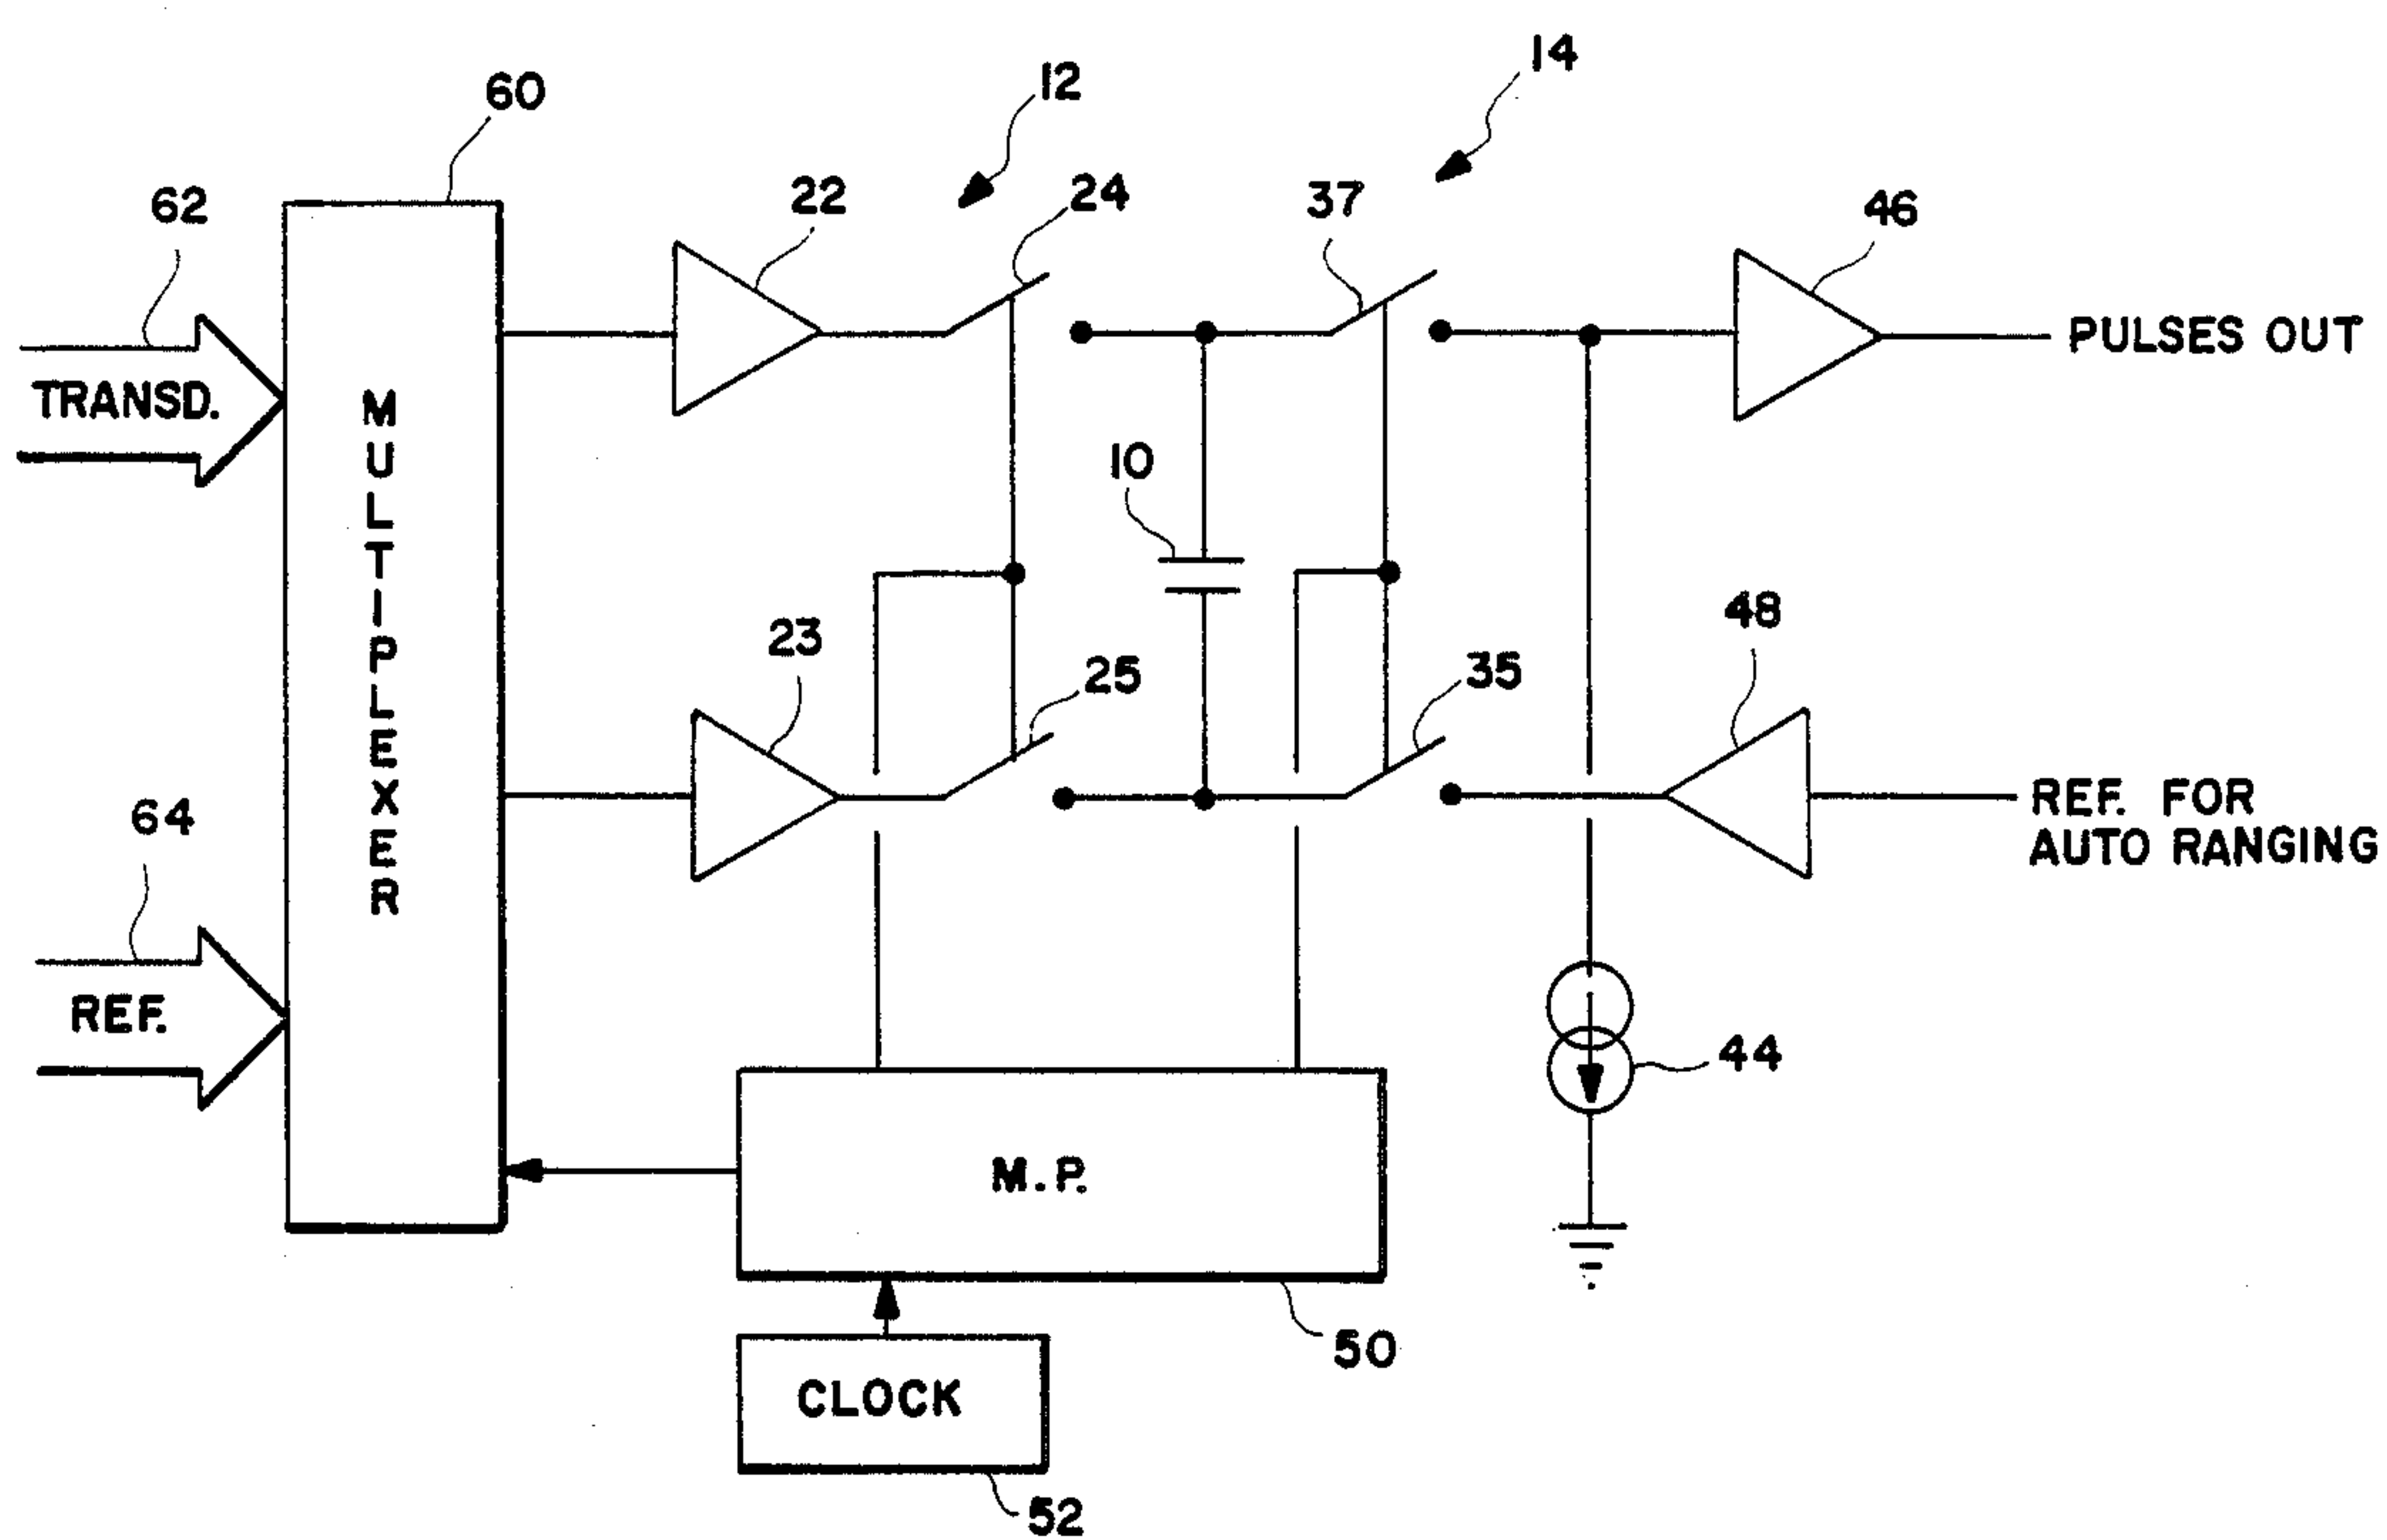 14
12
60
22
24
37
46
62
PULSES OUT
TRANSD.
MULTIPLEXER
10
48
23
25
35
REF. FOR
AUTO RANGING
64
REF.
44
M.P.
50
CLOCK
52